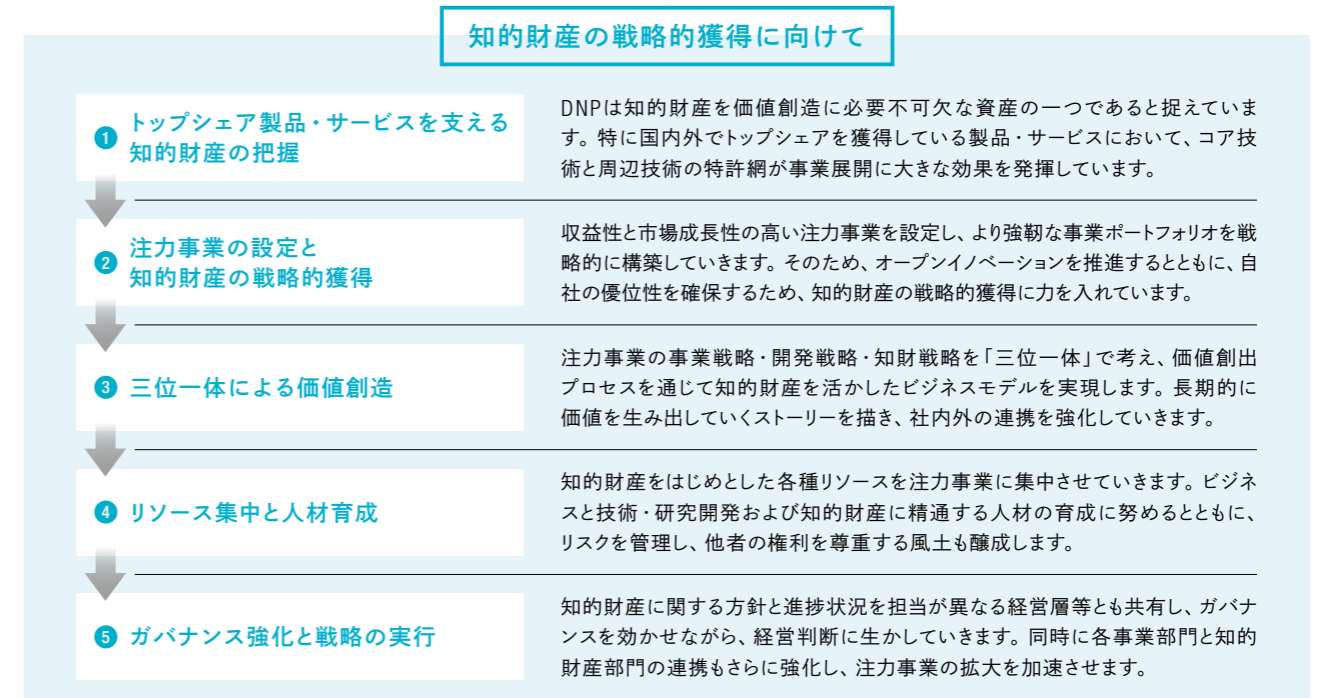 知的財産の戦略的獲得に向けて
❶ トップシェア製品・サービスを支える
知的財産の把握
DNPは知的財産を価値創造に必要不可欠な資産の一つであると捉えていま
す。特に国内外でトップシェアを獲得している製品・サービスにおいて、コア技
術と周辺技術の特許網が事業展開に大きな効果を発揮しています。
❷ 注力事業の設定と
知的財産の戦略的獲得
収益性と市場成長性の高い注力事業を設定し、より強靭な事業ポートフォリオを戦
略的に構築していきます。そのため、オープンイノベーションを推進するとともに、自
社の優位性を確保するため、知的財産の戦略的獲得に力を入れています。
❸ 三位一体による価値創造
注力事業の事業戦略・開発戦略・知財戦略を「三位一体」で考え、価値創出
プロセスを通じて知的財産を活かしたビジネスモデルを実現します。長期的に
価値を生み出していくストーリーを描き、社内外の連携を強化していきます。
❹ リソース集中と人材育成
知的財産をはじめとした各種リソースを注力事業に集中させていきます。ビジネ
スと技術・研究開発および知的財産に精通する人材の育成に努めるとともに、
リスクを管理し、他者の権利を尊重する風土も醸成します。
❺ ガバナンス強化と戦略の実行
知的財産に関する方針と進捗状況を担当が異なる経営層等とも共有し、ガバナ
ンスを効かせながら、経営判断に生かしていきます。同時に各事業部門と知的
財産部門の連携もさらに強化し、注力事業の拡大を加速させます。